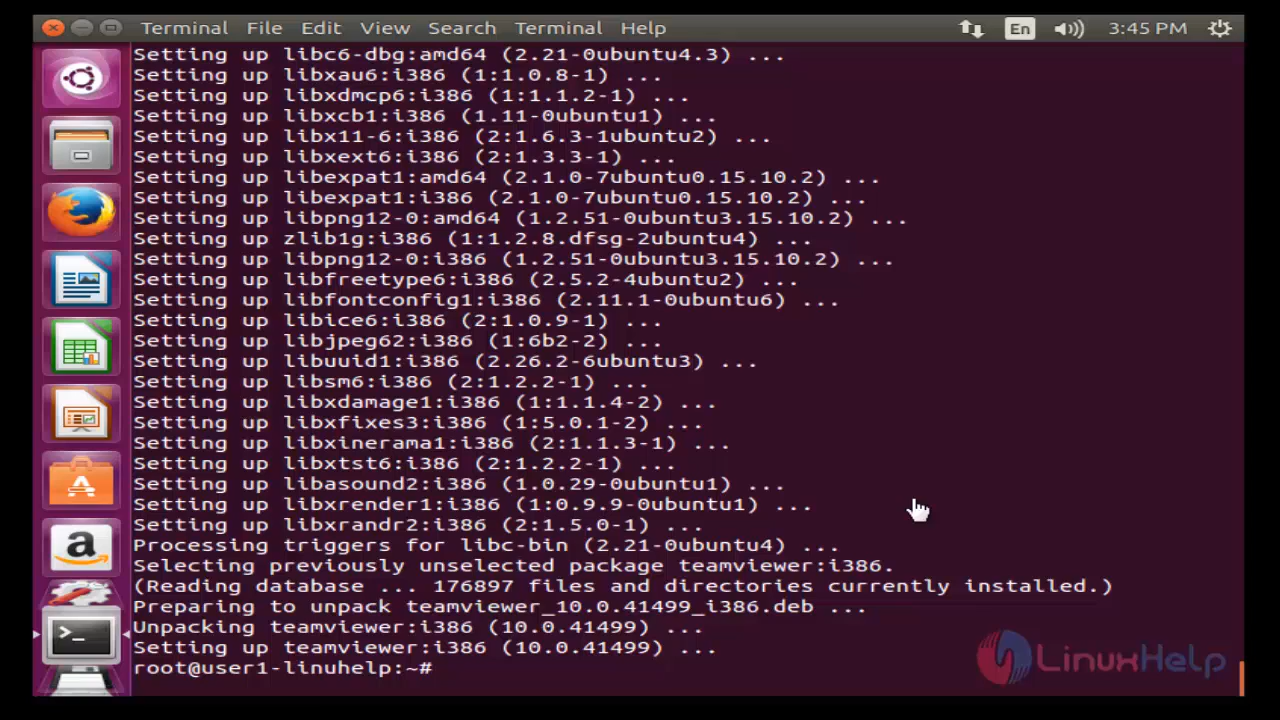 Terminal File Edit View Search Terminal Help En 3:45 PM
Setting up libc6-dbg:amd64 (2.21-0ubuntu4.3) ...
Setting up libxau6:i386 (1:1.0.8-1) ...
Setting up libxdmcp6:i386 (1:1.1.2-1) ...
Setting up libxcb1:i386 (1.11-0ubuntu1) ...
Setting up libx11-6:i386 (2:1.6.3-1ubuntu2) ...
Setting up libxext6:i386 (2:1.3.3-1) ...
Setting up libexpat1:amd64 (2.1.0-7ubuntu0.15.10.2) ...
Setting up libexpat1:i386 (2.1.0-7ubuntu0.15.10.2) ...
Setting up libpng12-0:amd64 (1.2.51-0ubuntu3.15.10.2) ...
Setting up zlib1g:i386 (1:1.2.8.dfsg-2ubuntu4) ...
Setting up libpng12-0:i386 (1.2.51-0ubuntu3.15.10.2) ...
Setting up libfreetype6:i386 (2.5.2-4ubuntu2) ...
Setting up libfontconfig1:i386 (2.11.1-0ubuntu6) ...
Setting up libice6:i386 (2:1.0.9-1) ...
Setting up libjpeg62:i386 (1:6b2-2) ...
Setting up libuuid1:i386 (2.26.2-6ubuntu3) ...
Setting up libsm6:i386 (2:1.2.2-1) ...
Setting up libxdamage1:i386 (1:1.1.4-2) ...
Setting up libxfixes3:i386 (1:5.0.1-2) ...
Setting up libxinerama1:i386 (2:1.1.3-1) ...
Setting up libxtst6:i386 (2:1.2.2-1) ...
Setting up libasound2:i386 (1.0.29-0ubuntu1) ...
Setting up libxrender1:i386 (1:0.9.9-0ubuntu1) ...
Setting up libxrandr2:i386 (2:1.5.0-1) ...
Processing triggers for libc-bin (2.21-0ubuntu4) ...
Selecting previously unselected package teamviewer:i386.
(Reading database ... 176897 files and directories currently installed.)
Preparing to unpack teamviewer_10.0.41499_i386.deb ...
Unpacking teamviewer:i386 (10.0.41499) ...
Setting up teamviewer:i386 (10.0.41499) ...
root@user1-linuhelp:~#
LinuxHelp